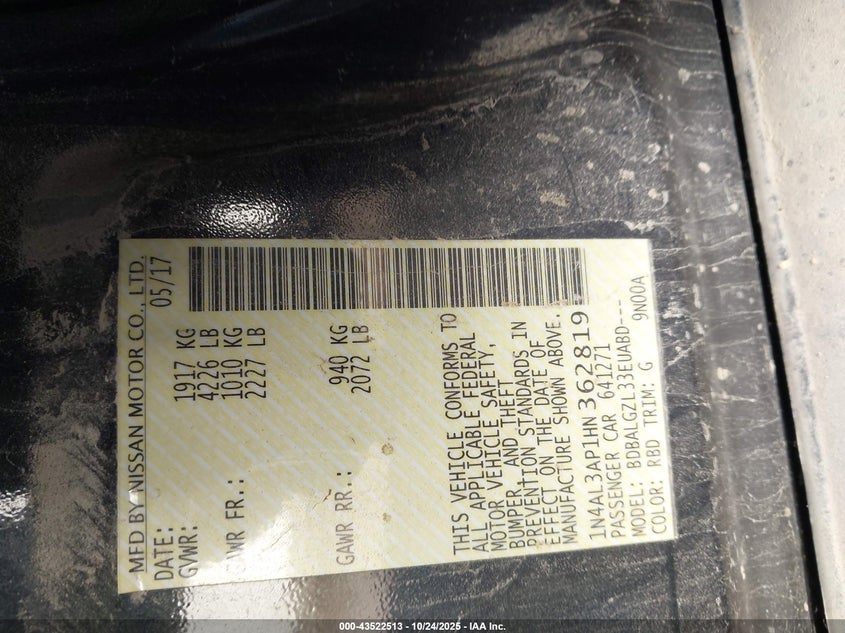 MFD BY NISSAN MOTOR CO., LTD.
DATE: 05/17
GVWR: 1917 KG
4226 LB
GAWR FR.: 1010 KG
2227 LB
GAWR RR.: 940 KG
2072 LB
THIS VEHICLE CONFORMS TO
ALL APPLICABLE FEDERAL
MOTOR VEHICLE SAFETY,
BUMPER, AND THEFT
PREVENTION STANDARDS IN
EFFECT ON THE DATE OF
MANUFACTURE SHOWN ABOVE.
1N4AL3AP1HN362819
PASSENGER CAR 641271
MODEL: BDBALGZL33EUABD---
COLOR: RBD TRIM: G 9N00A
000-43522513 - 10/24/2025 - IAA Inc.